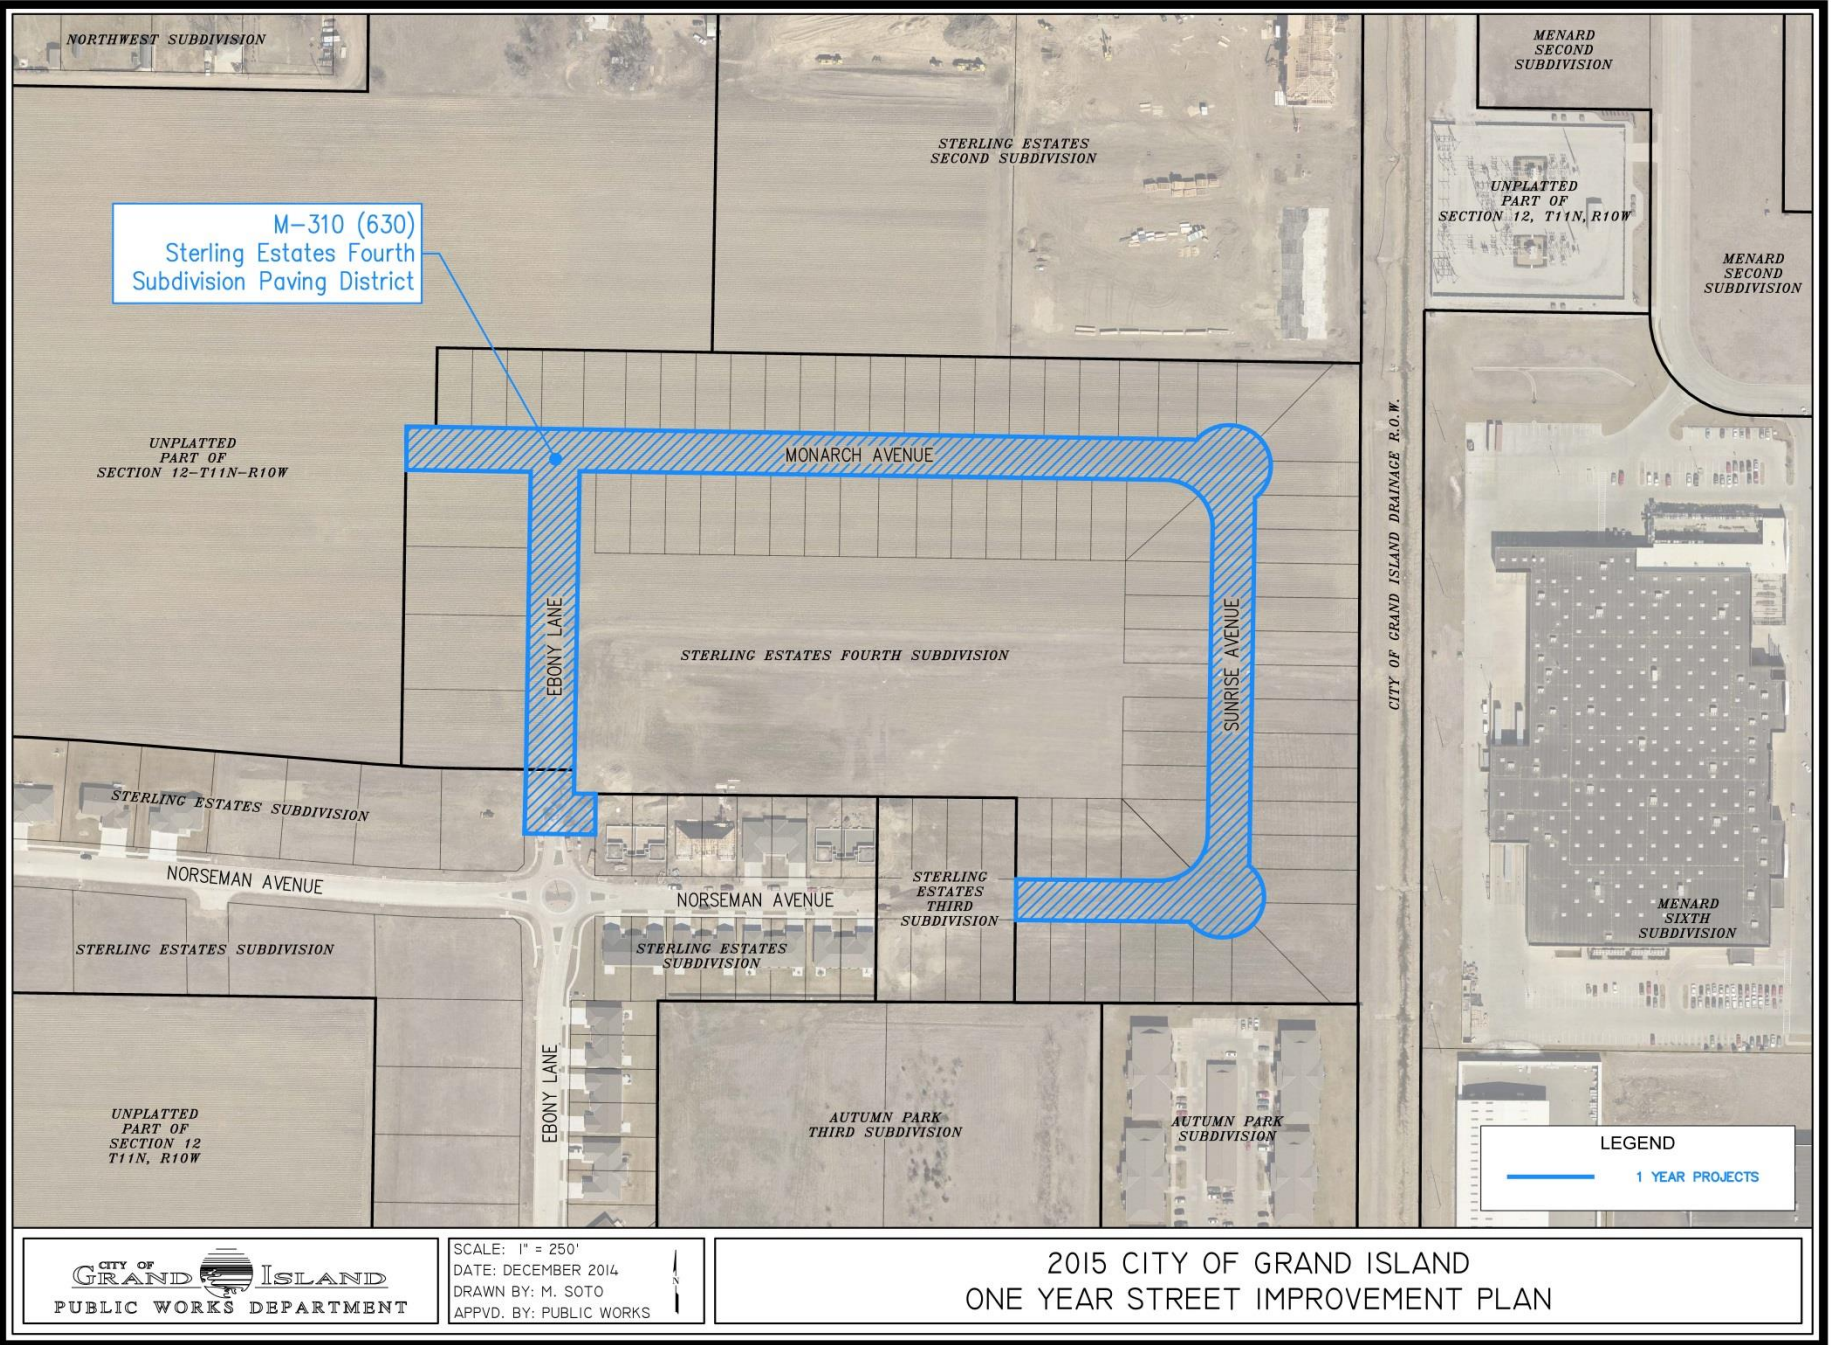 NORTHWEST SUBDIVISION
MENARD
SECOND
SUBDIVISION
STERLING ESTATES
SECOND SUBDIVISION
UNPLATTED
PART OF
SECTION 12, T11N, R10W
M-310 (630)
Sterling Estates Fourth
Subdivision Paving District
MENARD
SECOND
SUBDIVISION
UNPLATTED
PART OF
SECTION 12-T11N-R10W
MONARCH AVENUE
CITY OF GRAND ISLAND DRAINAGE R.O.W.
EBONY LANE
STERLING ESTATES FOURTH SUBDIVISION
SUNRISE AVENUE
STERLING ESTATES SUBDIVISION
NORSEMAN AVENUE
NORSEMAN AVENUE
STERLING
ESTATES
THIRD
SUBDIVISION
MENARD
SIXTH
SUBDIVISION
STERLING ESTATES SUBDIVISION
STERLING ESTATES
SUBDIVISION
EBONY LANE
UNPLATTED
PART OF
SECTION 12
T11N, R10W
AUTUMN PARK
THIRD SUBDIVISION
AUTUMN PARK
SUBDIVISION
LEGEND
1 YEAR PROJECTS
CITY OF
GRAND ISLAND
PUBLIC WORKS DEPARTMENT
SCALE: 1" = 250'
DATE: DECEMBER 2014
DRAWN BY: M. SOTO
APPVD. BY: PUBLIC WORKS
N
2015 CITY OF GRAND ISLAND
ONE YEAR STREET IMPROVEMENT PLAN